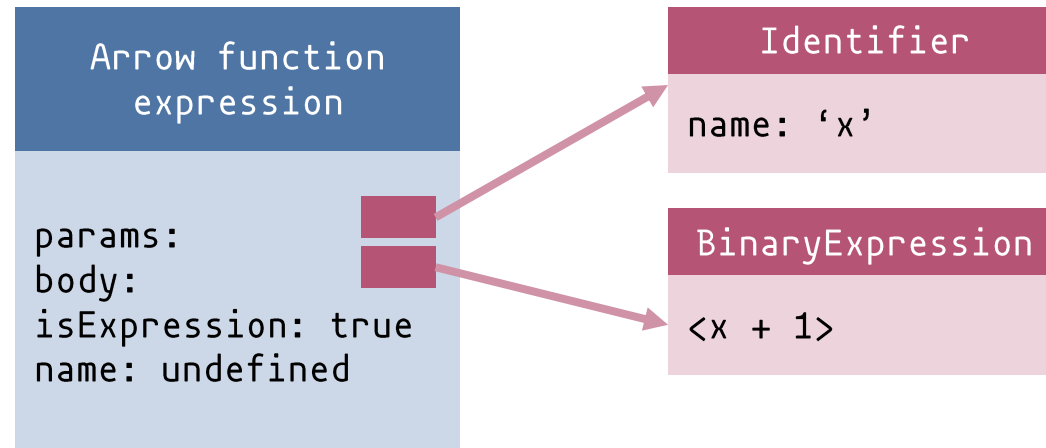 Arrow function
expression
params:
body:
isExpression: true
name: undefined
Identifier
name: ‘x’
BinaryExpression
<x + 1>